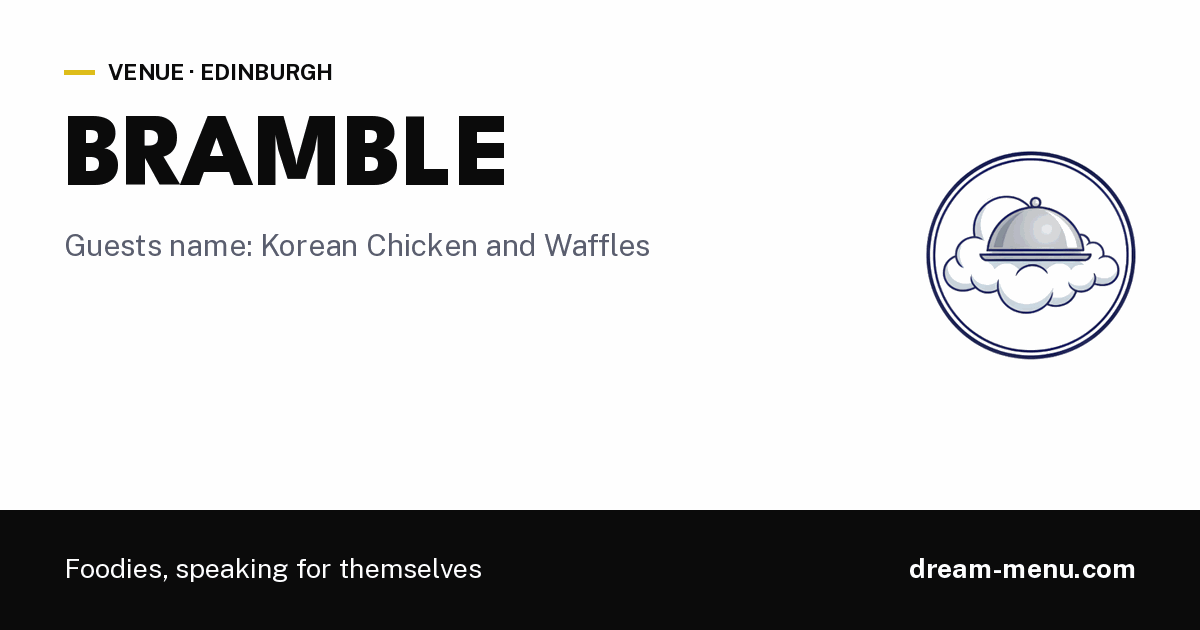 VENUE · EDINBURGH
BRAMBLE
Guests name: Korean Chicken and Waffles
Foodies, speaking for themselves
dream-menu.com